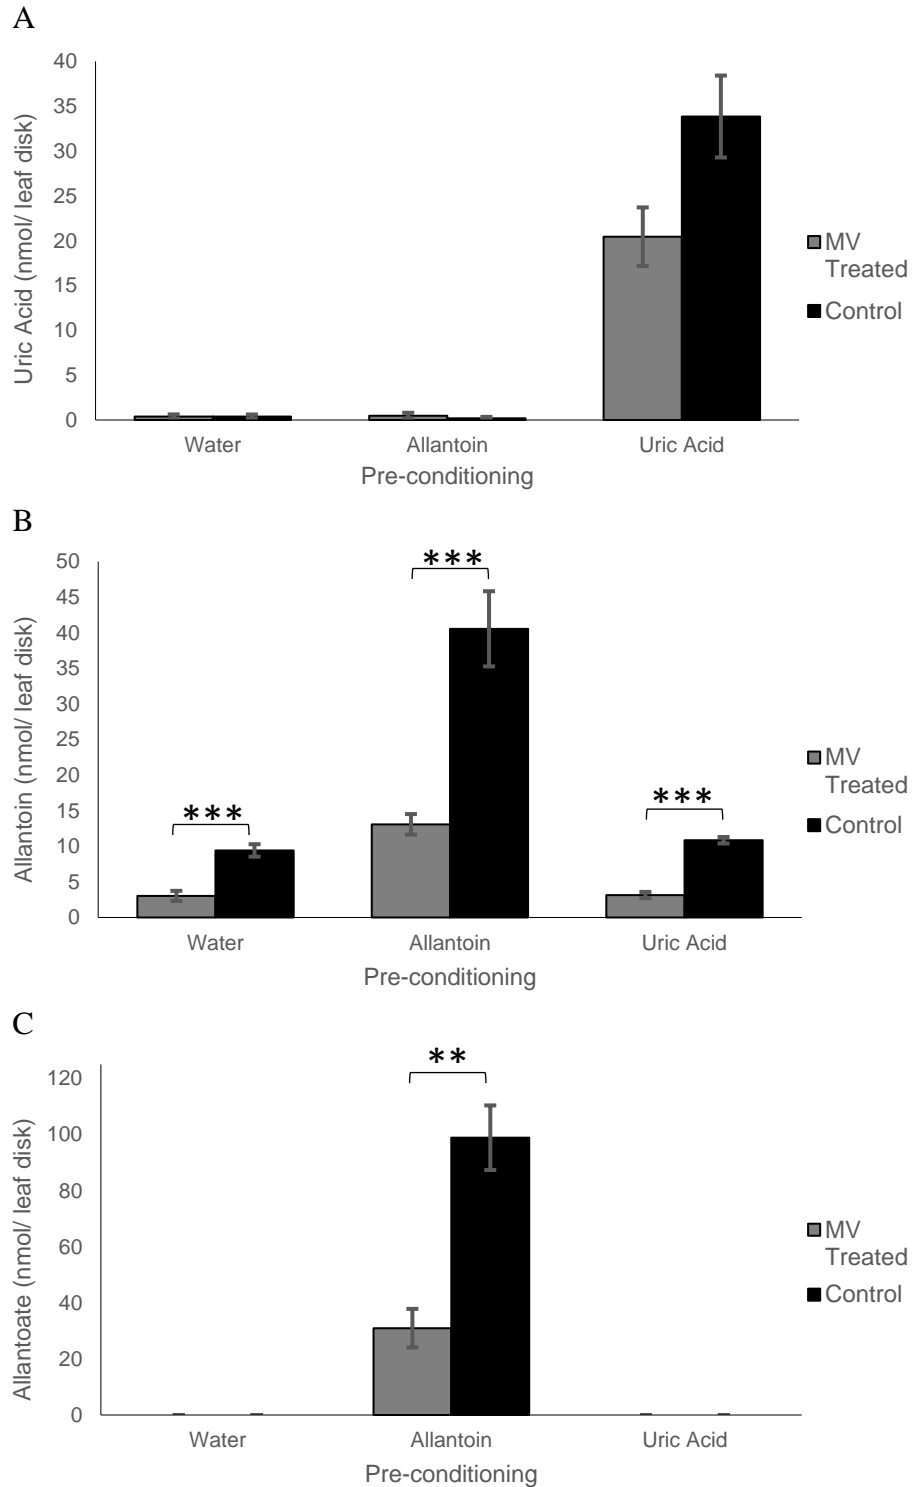 A
Uric Acid (nmol/ leaf disk)
40
35
30
25
20
15
10
5
0
Water
Allantoin
Uric Acid
Pre-conditioning
MV
Treated
Control
B
Allantoin (nmol/ leaf disk)
50
45
40
35
30
25
20
15
10
5
0
***
***
***
Water
Allantoin
Uric Acid
Pre-conditioning
MV
Treated
Control
C
Allantoate (nmol/ leaf disk)
120
100
80
60
40
20
0
**
Water
Allantoin
Uric Acid
Pre-conditioning
MV
Treated
Control